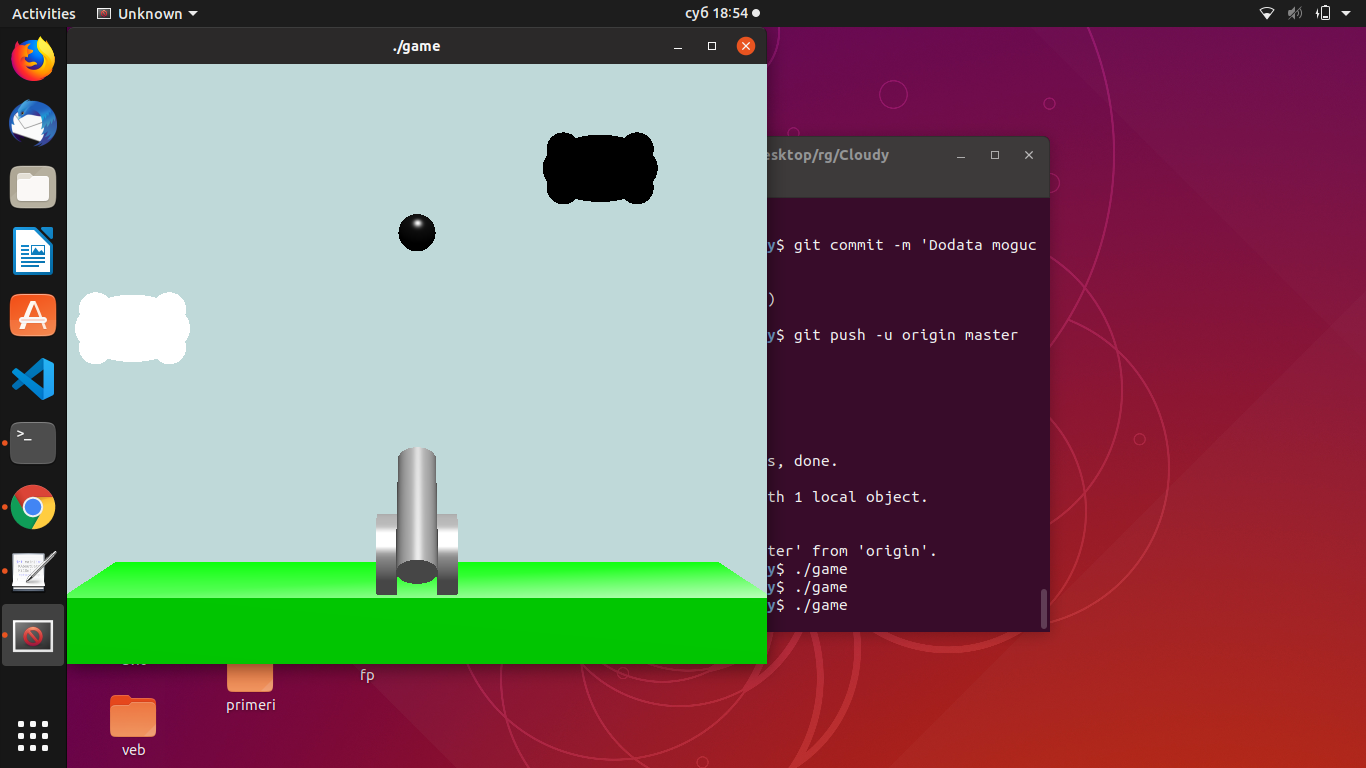 Activities
Unknown
суб 18:54
./game
esktop/rg/Cloudy
y$ git commit -m 'Dodata moguc
)
y$ git push -u origin master
s, done.
th 1 local object.
ter' from 'origin'.
y$ ./game
y$ ./game
y$ ./game
fp
primeri
veb